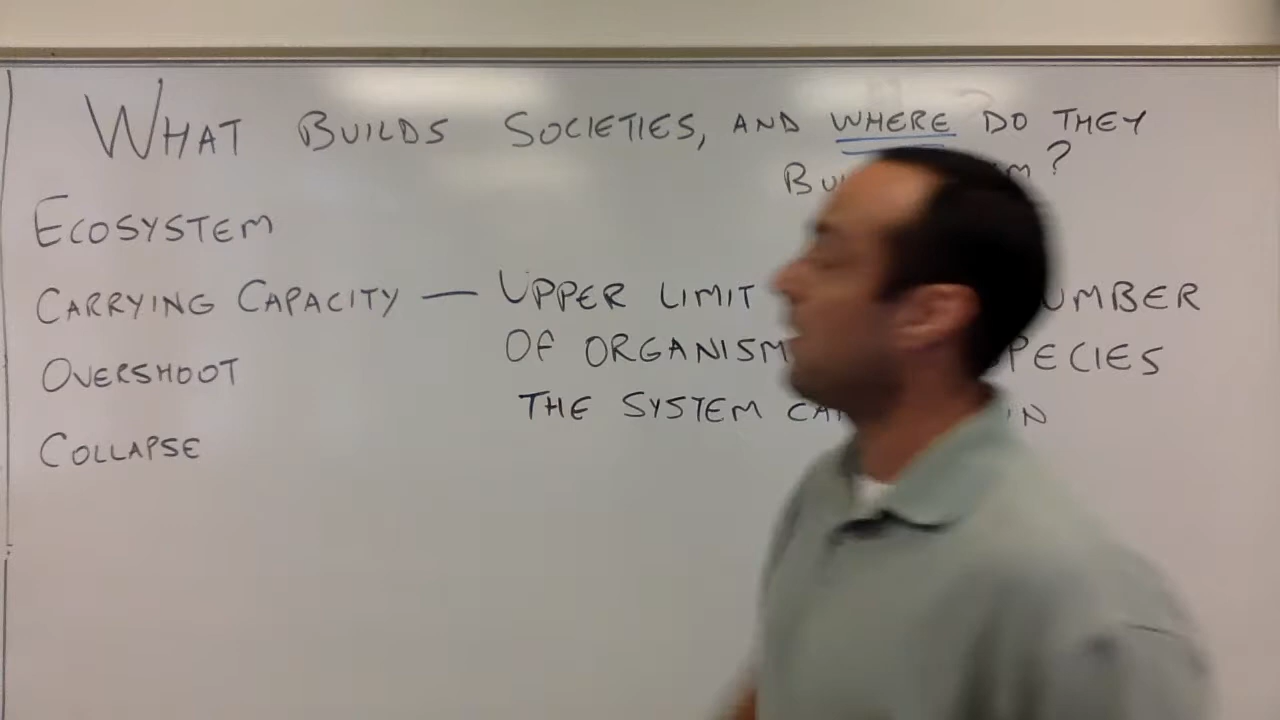 WHAT BUILDS SOCIETIES, AND WHERE DO THEY
?
ECOSYSTEM
CARRYING CAPACITY — UPPER LIMIT
OF ORGANISM
OVERSHOOT
THE SYSTEM
COLLAPSE